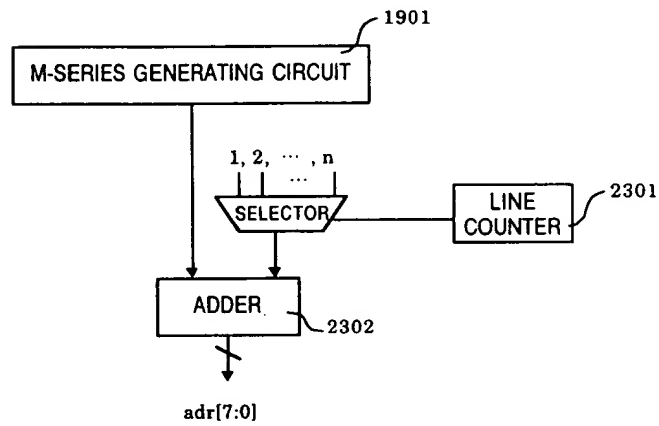 1901
M-SERIES GENERATING CIRCUIT
1, 2, ··· , n
···
SELECTOR
LINE
COUNTER
2301
ADDER
2302
adr[7:0]